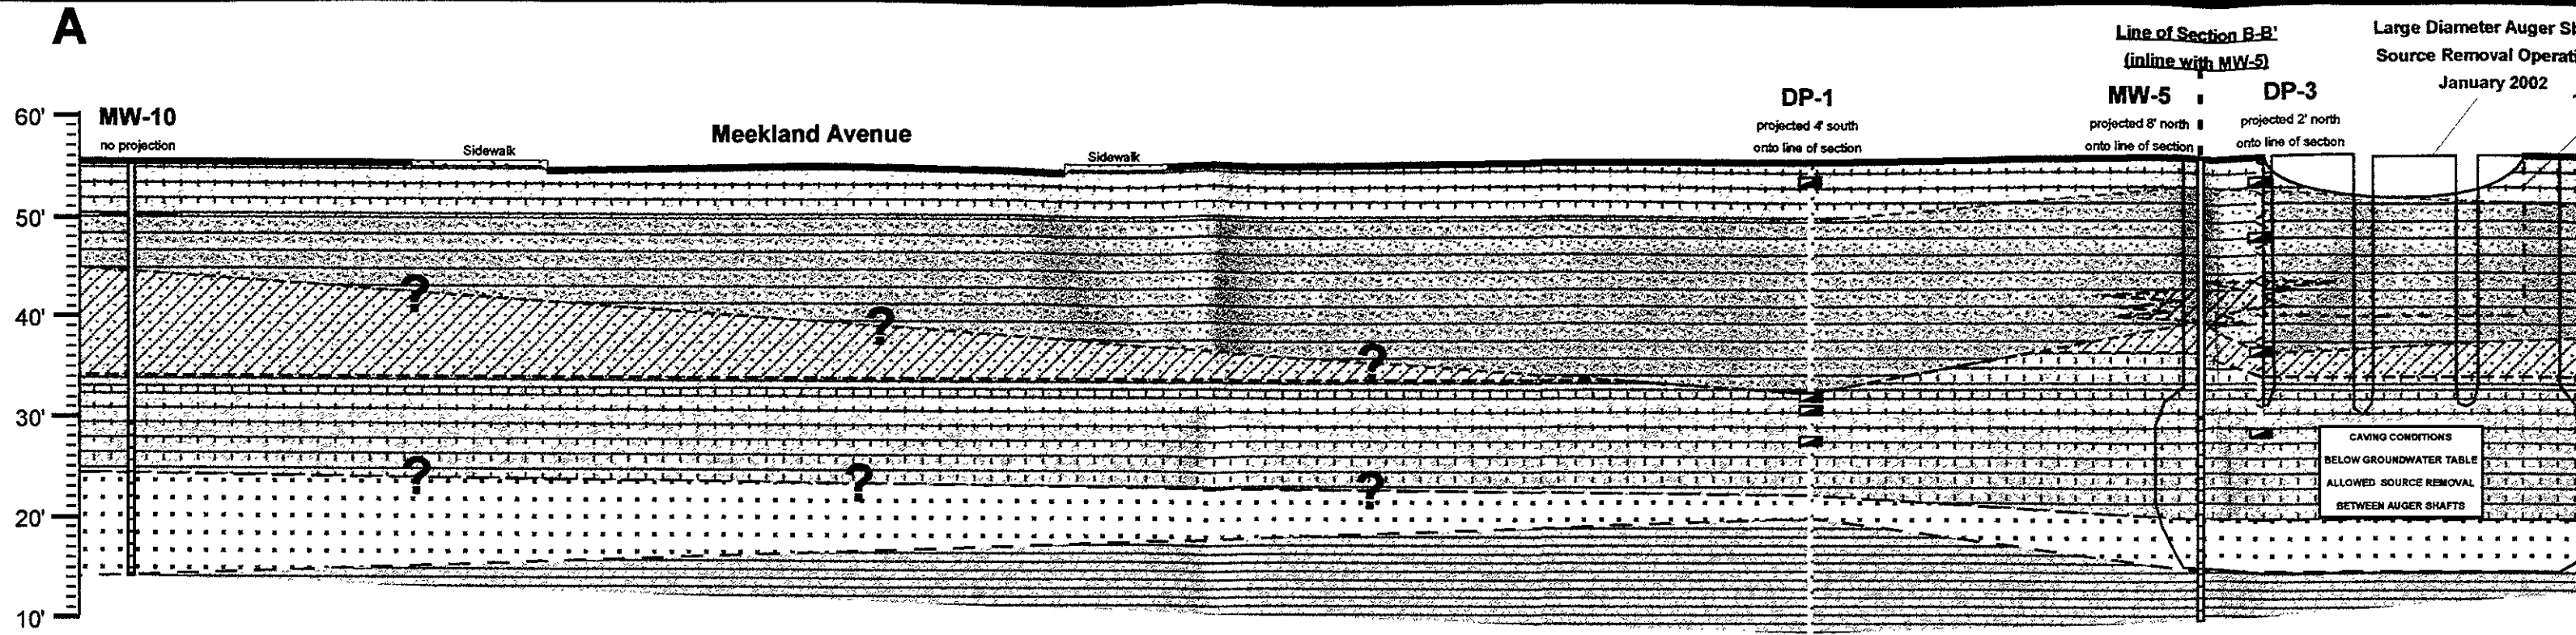 A
Line of Section B-B'
(inline with MW-5)
Large Diameter Auger
Source Removal
January 2002
60'
MW-10
no projection
Sidewalk
Meekland Avenue
Sidewalk
DP-1
projected 4' south
onto line of section
MW-5
projected 8' north
onto line of section
DP-3
projected 2' north
onto line of section
50'
?
?
40'
?
30'
?
?
?
CAVING CONDITIONS
BELOW GROUNDWATER TABLE
ALLOWED SOURCE REMOVAL
BETWEEN AUGER SHAFTS
20'
10'